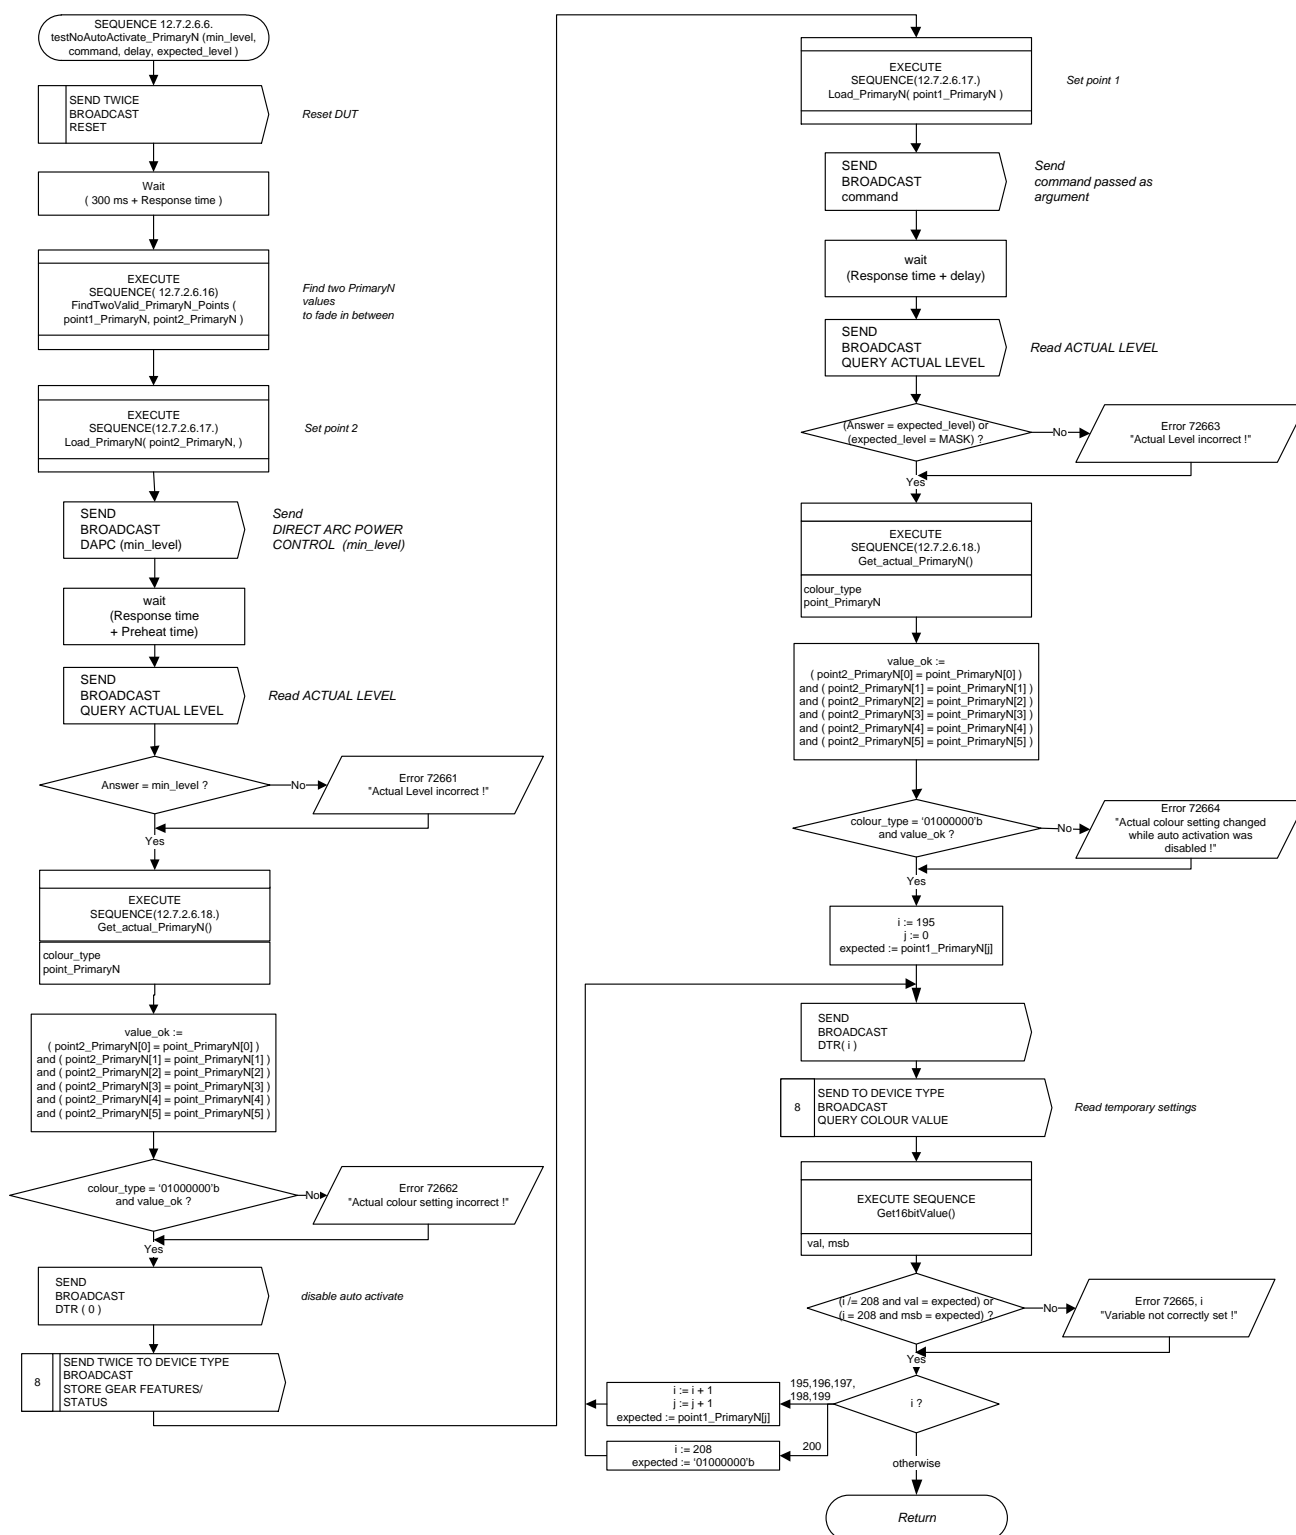 SEQUENCE 12.7.2.6.6.
testNoAutoActivate_PrimaryN (min_level,
command, delay, expected_level )
SEND TWICE
BROADCAST
RESET
Reset DUT
Wait
( 300 ms + Response time )
EXECUTE
SEQUENCE( 12.7.2.6.16)
FindTwoValid_PrimaryN_Points (
point1_PrimaryN, point2_PrimaryN )
Find two PrimaryN
values
to fade in between
EXECUTE
SEQUENCE(12.7.2.6.17.)
Load_PrimaryN( point2_PrimaryN, )
Set point 2
SEND
BROADCAST
DAPC (min_level)
Send
DIRECT ARC POWER
CONTROL (min_level)
wait
(Response time
+ Preheat time)
SEND
BROADCAST
QUERY ACTUAL LEVEL
Read ACTUAL LEVEL
Answer = min_level ?
No
Error 72661
"Actual Level incorrect !"
Yes
EXECUTE
SEQUENCE(12.7.2.6.18.)
Get_actual_PrimaryN()
colour_type
point_PrimaryN
value_ok :=
( point2_PrimaryN[0] = point_PrimaryN[0] )
and ( point2_PrimaryN[1] = point_PrimaryN[1] )
and ( point2_PrimaryN[2] = point_PrimaryN[2] )
and ( point2_PrimaryN[3] = point_PrimaryN[3] )
and ( point2_PrimaryN[4] = point_PrimaryN[4] )
and ( point2_PrimaryN[5] = point_PrimaryN[5] )
colour_type = ‘01000000’b
and value_ok ?
No
Error 72662
"Actual colour setting incorrect !"
Yes
SEND
BROADCAST
DTR ( 0 )
disable auto activate
8
SEND TWICE TO DEVICE TYPE
BROADCAST
STORE GEAR FEATURES/
STATUS
EXECUTE
SEQUENCE(12.7.2.6.17.)
Load_PrimaryN( point1_PrimaryN )
Set point 1
SEND
BROADCAST
command
Send
command passed as
argument
wait
(Response time + delay)
SEND
BROADCAST
QUERY ACTUAL LEVEL
Read ACTUAL LEVEL
(Answer = expected_level) or
(expected_level = MASK) ?
No
Error 72663
"Actual Level incorrect !"
Yes
EXECUTE
SEQUENCE(12.7.2.6.18.)
Get_actual_PrimaryN()
colour_type
point_PrimaryN
value_ok :=
( point2_PrimaryN[0] = point_PrimaryN[0] )
and ( point2_PrimaryN[1] = point_PrimaryN[1] )
and ( point2_PrimaryN[2] = point_PrimaryN[2] )
and ( point2_PrimaryN[3] = point_PrimaryN[3] )
and ( point2_PrimaryN[4] = point_PrimaryN[4] )
and ( point2_PrimaryN[5] = point_PrimaryN[5] )
colour_type = ‘01000000’b
and value_ok ?
No
Error 72664
"Actual colour setting changed
while auto activation was
disabled !"
Yes
i := 195
j := 0
expected := point1_PrimaryN[j]
SEND
BROADCAST
DTR( i )
8
SEND TO DEVICE TYPE
BROADCAST
QUERY COLOUR VALUE
Read temporary settings
EXECUTE SEQUENCE
Get16bitValue()
val, msb
(i /= 208 and val = expected) or
(i = 208 and msb = expected) ?
No
Error 72665, i
"Variable not correctly set !"
Yes
i ?
195,196,197,
198,199
i := i + 1
j := j + 1
expected := point1_PrimaryN[j]
200
i := 208
expected := ‘01000000’b
otherwise
Return